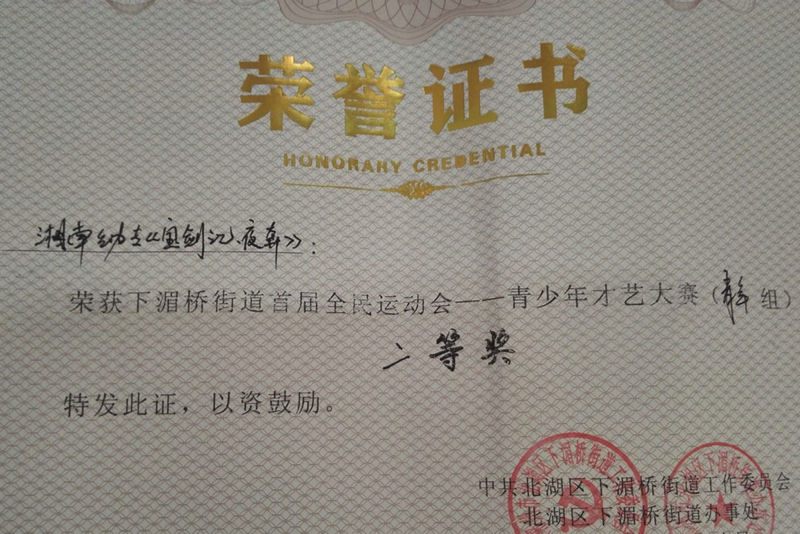 荣誉证书
HONORARY CREDENTIAL
湘南幼专《宝剑记·夜奔》：
荣获下湄桥街道首届全民运动会——青少年才艺大赛（青年组）
二等奖
特发此证，以资鼓励。
中共北湖区下湄桥街道工作委员会
北湖区下湄桥街道办事处